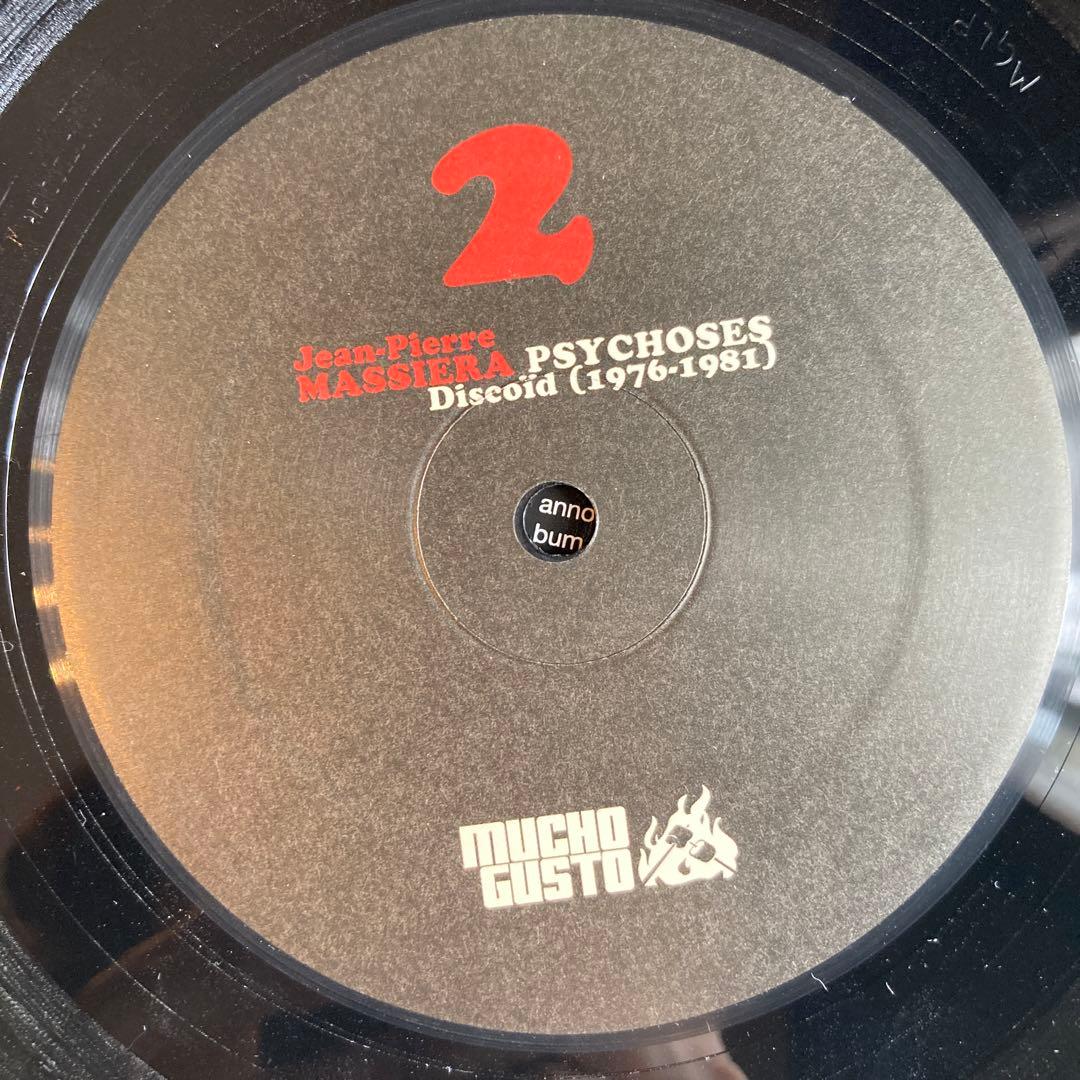 2
Jean-Pierre
MASSIERA PSYCHOSES
Discoïd (1976-1981)
anno
bum
MUCHO
GUSTO